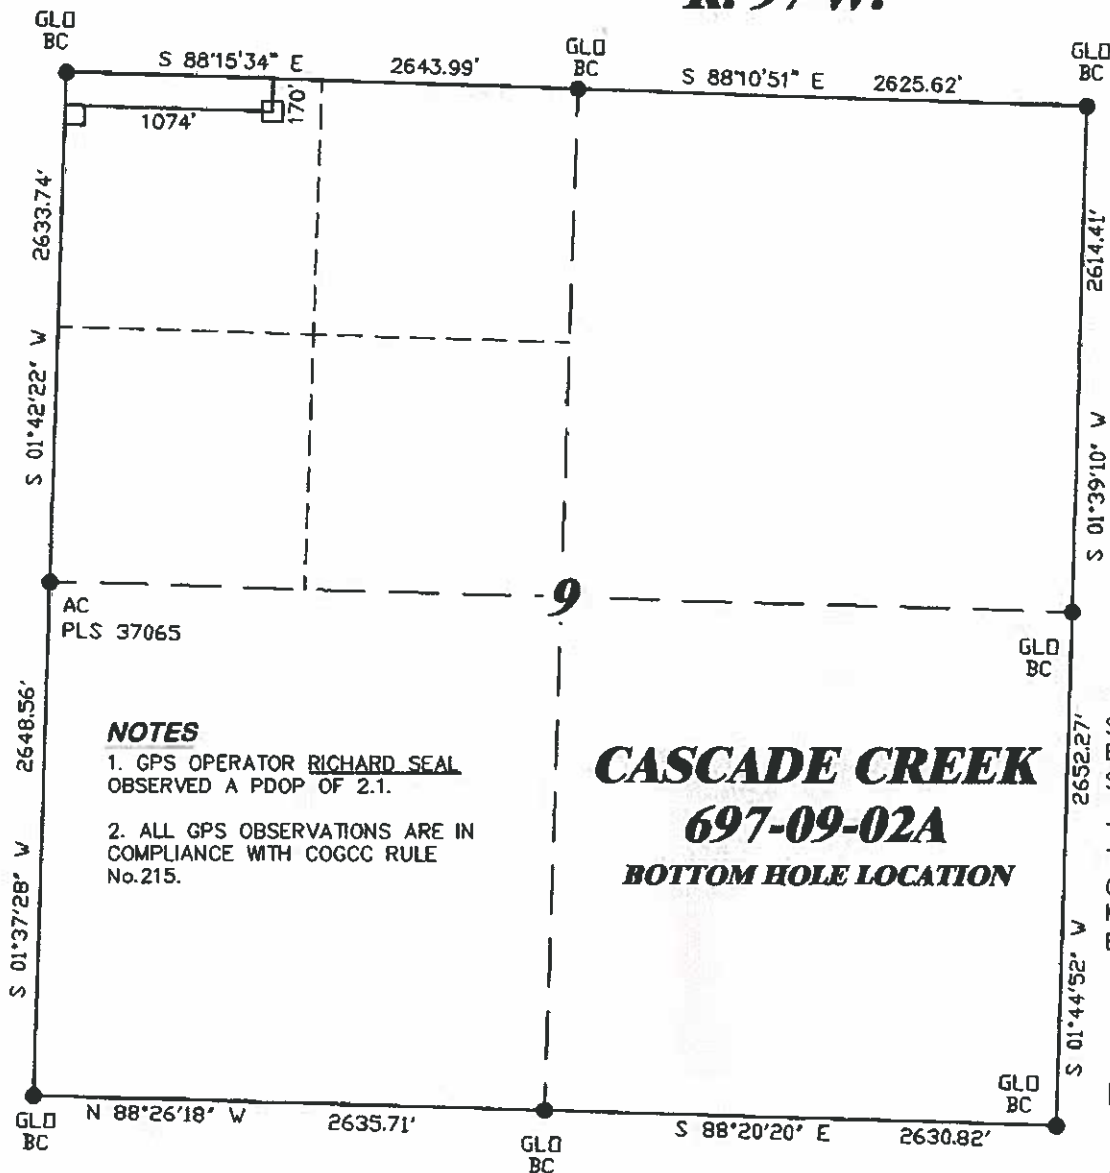 GLO
BC
S 88°15'34" E
2643.99'
GLO
BC
S 88°10'51" E
2625.62'
GLO
BC
1074'
170'
2633.74'
S 01°42'22" W
2614.41'
S 01°39'10" W
9
AC
PLS 37065
GLO
BC
2648.56'
S 01°37'28" W
NOTES
1. GPS OPERATOR RICHARD SEAL
OBSERVED A PDOP OF 2.1.
2. ALL GPS OBSERVATIONS ARE IN
COMPLIANCE WITH COGCC RULE
No.215.
CASCADE CREEK
697-09-02A
BOTTOM HOLE LOCATION
2652.27'
S 01°44'52" W
GLO
BC
N 88°26'18" W
2635.71'
GLO
BC
S 88°20'20" E
2630.82'
GLO
BC